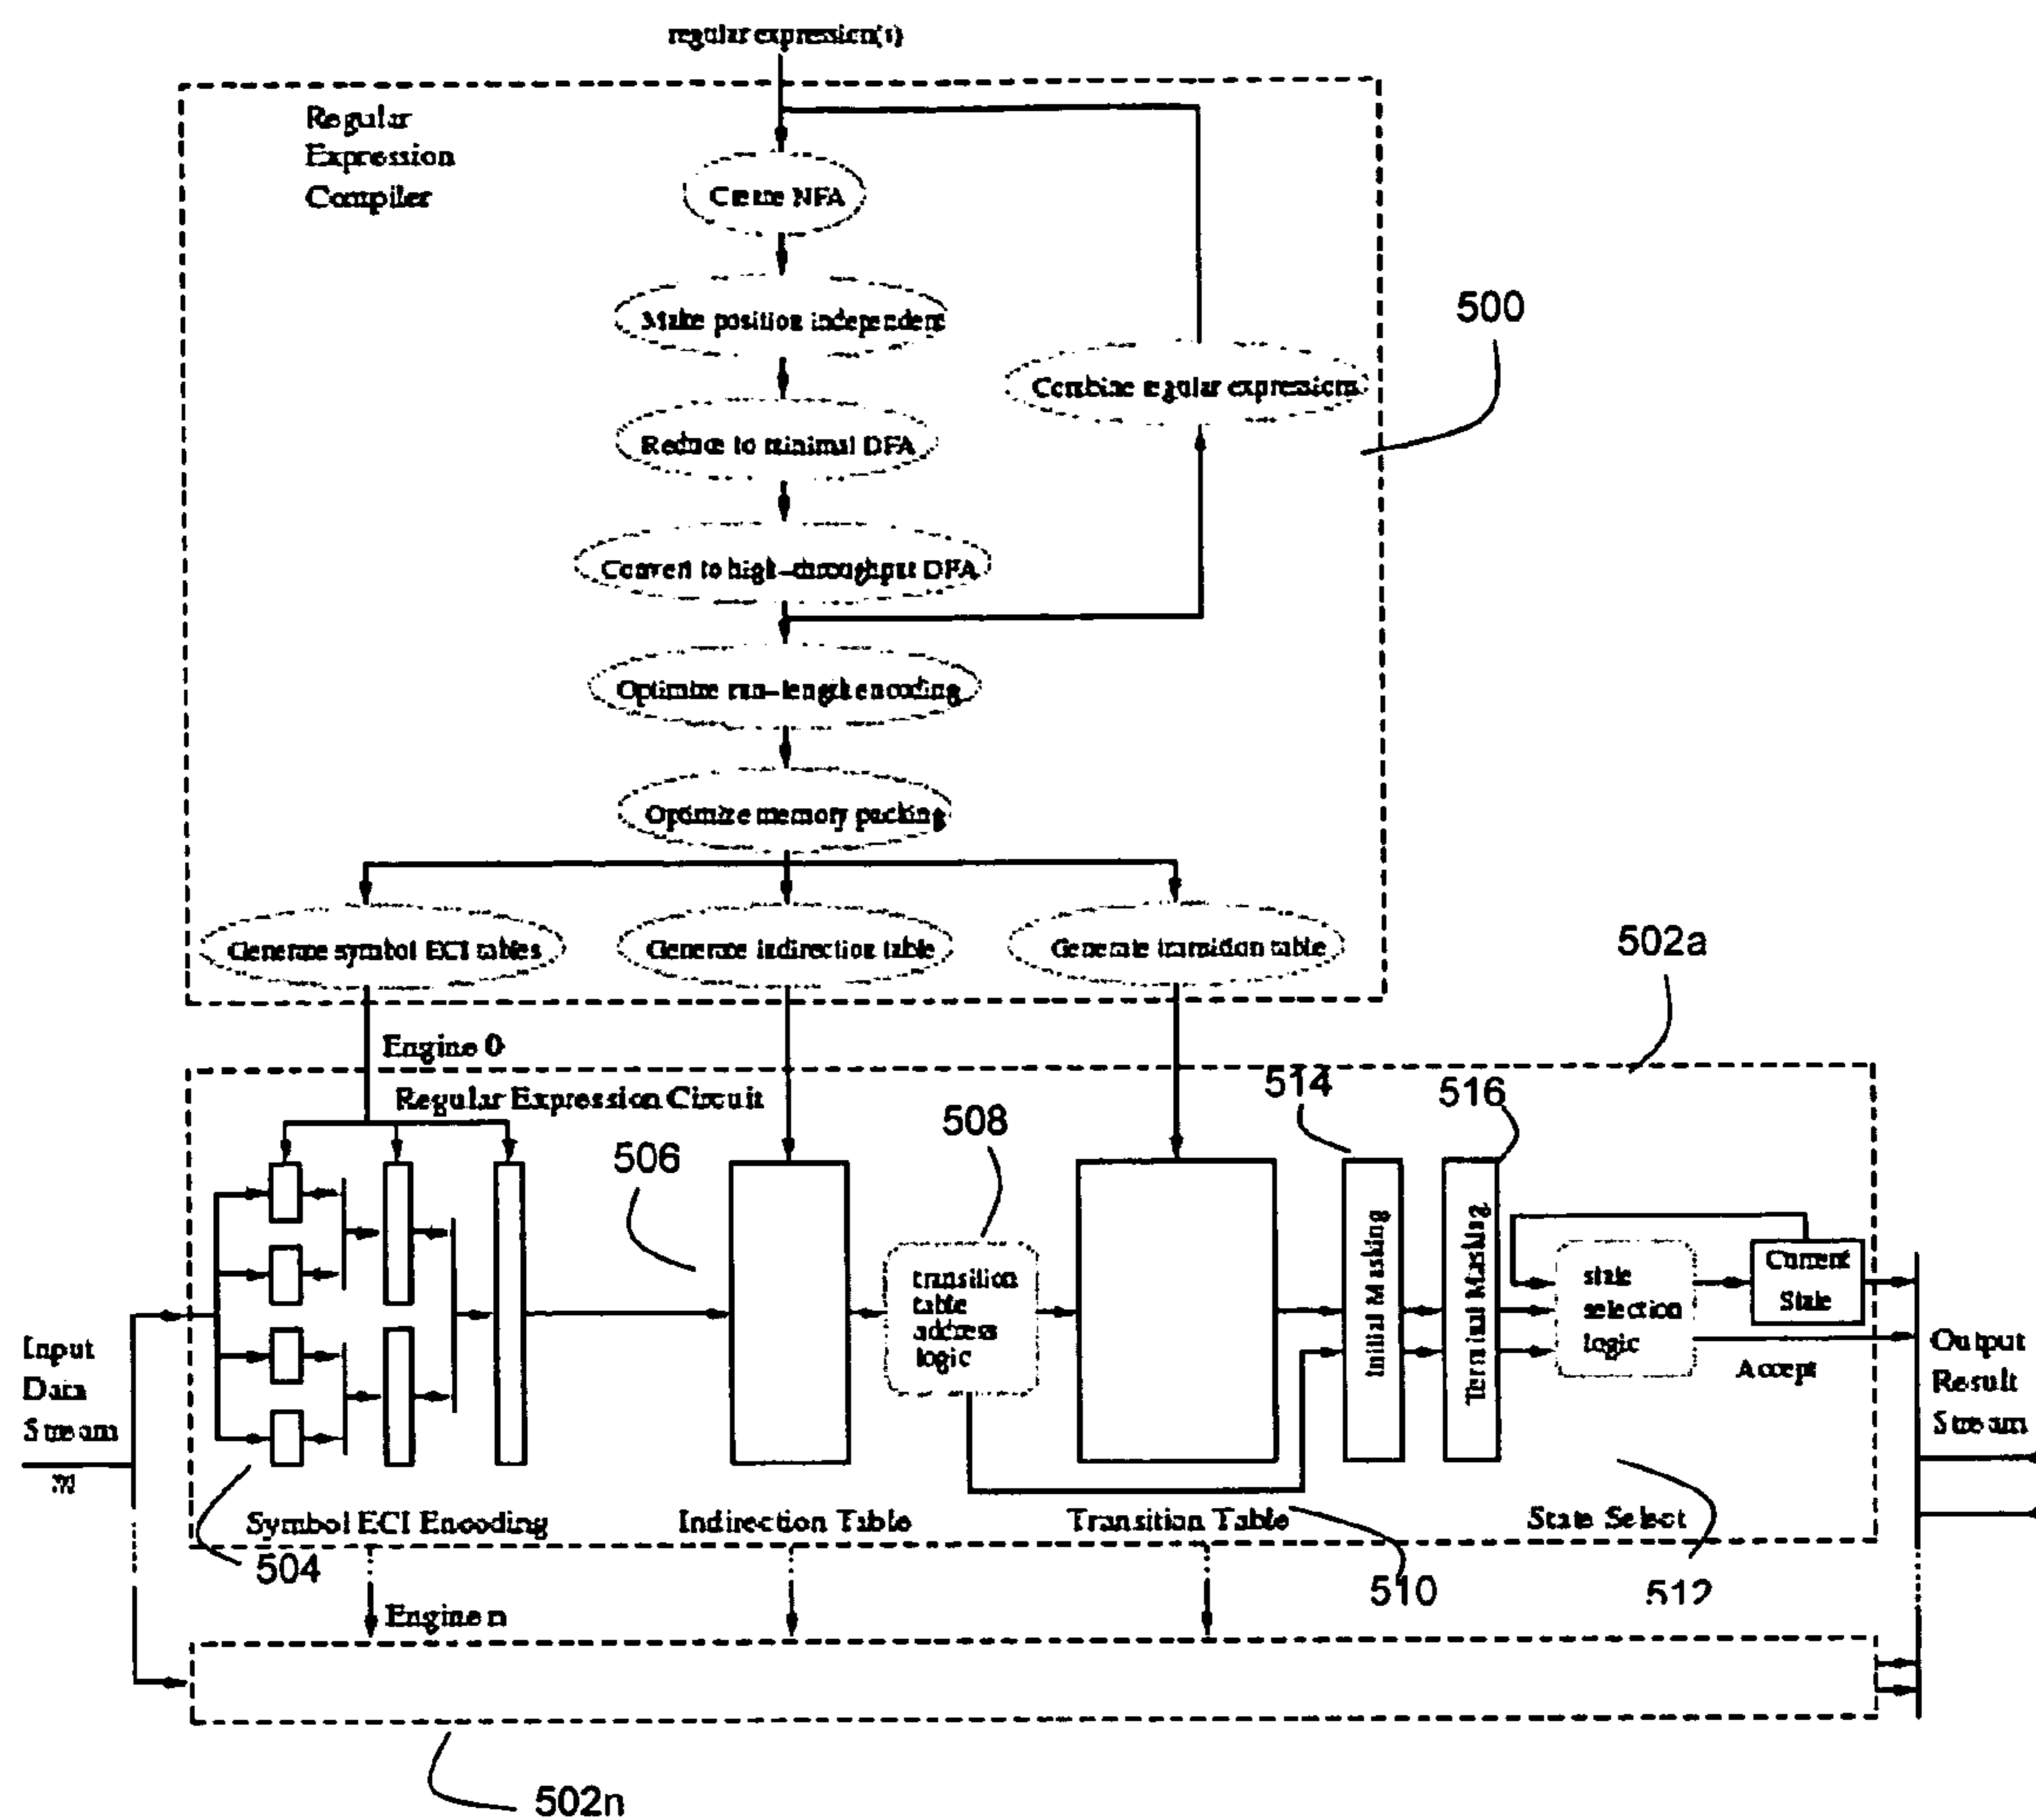 regular expression(s)
Regular
Expression
Compiler
Create NFA
Make position independent
500
Combine regular expressions
Reduce to minimal DFA
Convert to high-throughput DFA
Optimize run-length encoding
Optimize memory packing
Generate symbol ECI tables
Generate indirection table
Generate transition table
502a
Engine 0
Regular Expression Circuit
506
508
514
516
transition
table
address
logic
Initial Masking
Terminal Masking
state
selection
logic
Current
State
Accept
Input
Data
Stream
m
Output
Result
Stream
Symbol ECI Encoding
Indirection Table
Transition Table
State Select
504
510
512
Engine n
502n